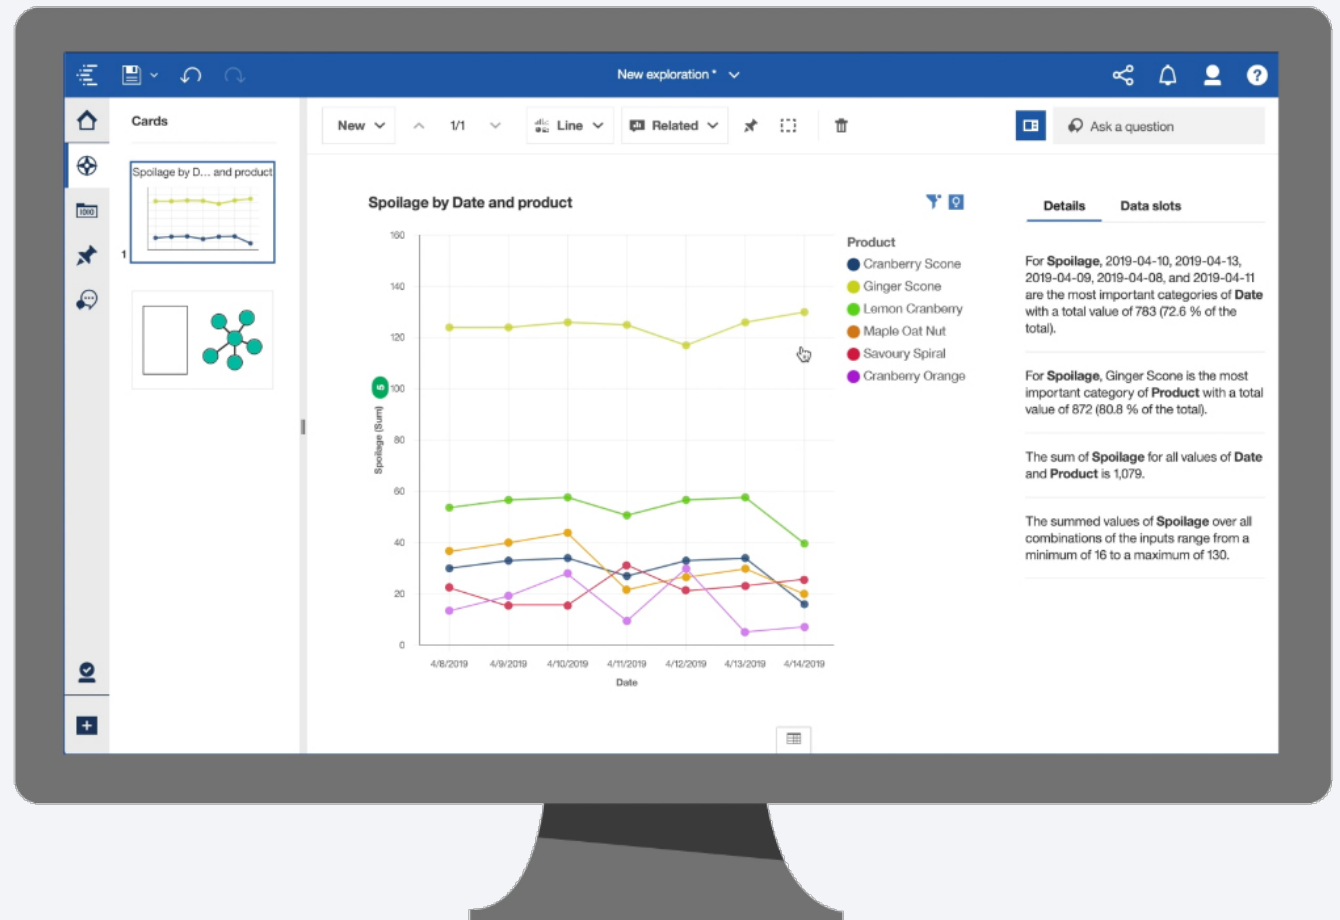 New exploration *
?
Cards
New
1/1
Line
Related
Ask a question
Spoilage by D... and product
1
Spoilage by Date and product
160
140
120
100
80
60
40
20
0
Spoilage (Sum)
5
4/8/2019
4/9/2019
4/10/2019
4/11/2019
4/12/2019
4/13/2019
4/14/2019
Date
Product
Cranberry Scone
Ginger Scone
Lemon Cranberry
Maple Oat Nut
Savoury Spiral
Cranberry Orange
Details
Data slots
For Spoilage, 2019-04-10, 2019-04-13,
2019-04-09, 2019-04-08, and 2019-04-11
are the most important categories of Date
with a total value of 783 (72.6 % of the
total).
For Spoilage, Ginger Scone is the most
important category of Product with a total
value of 872 (80.8 % of the total).
The sum of Spoilage for all values of Date
and Product is 1,079.
The summed values of Spoilage over all
combinations of the inputs range from a
minimum of 16 to a maximum of 130.